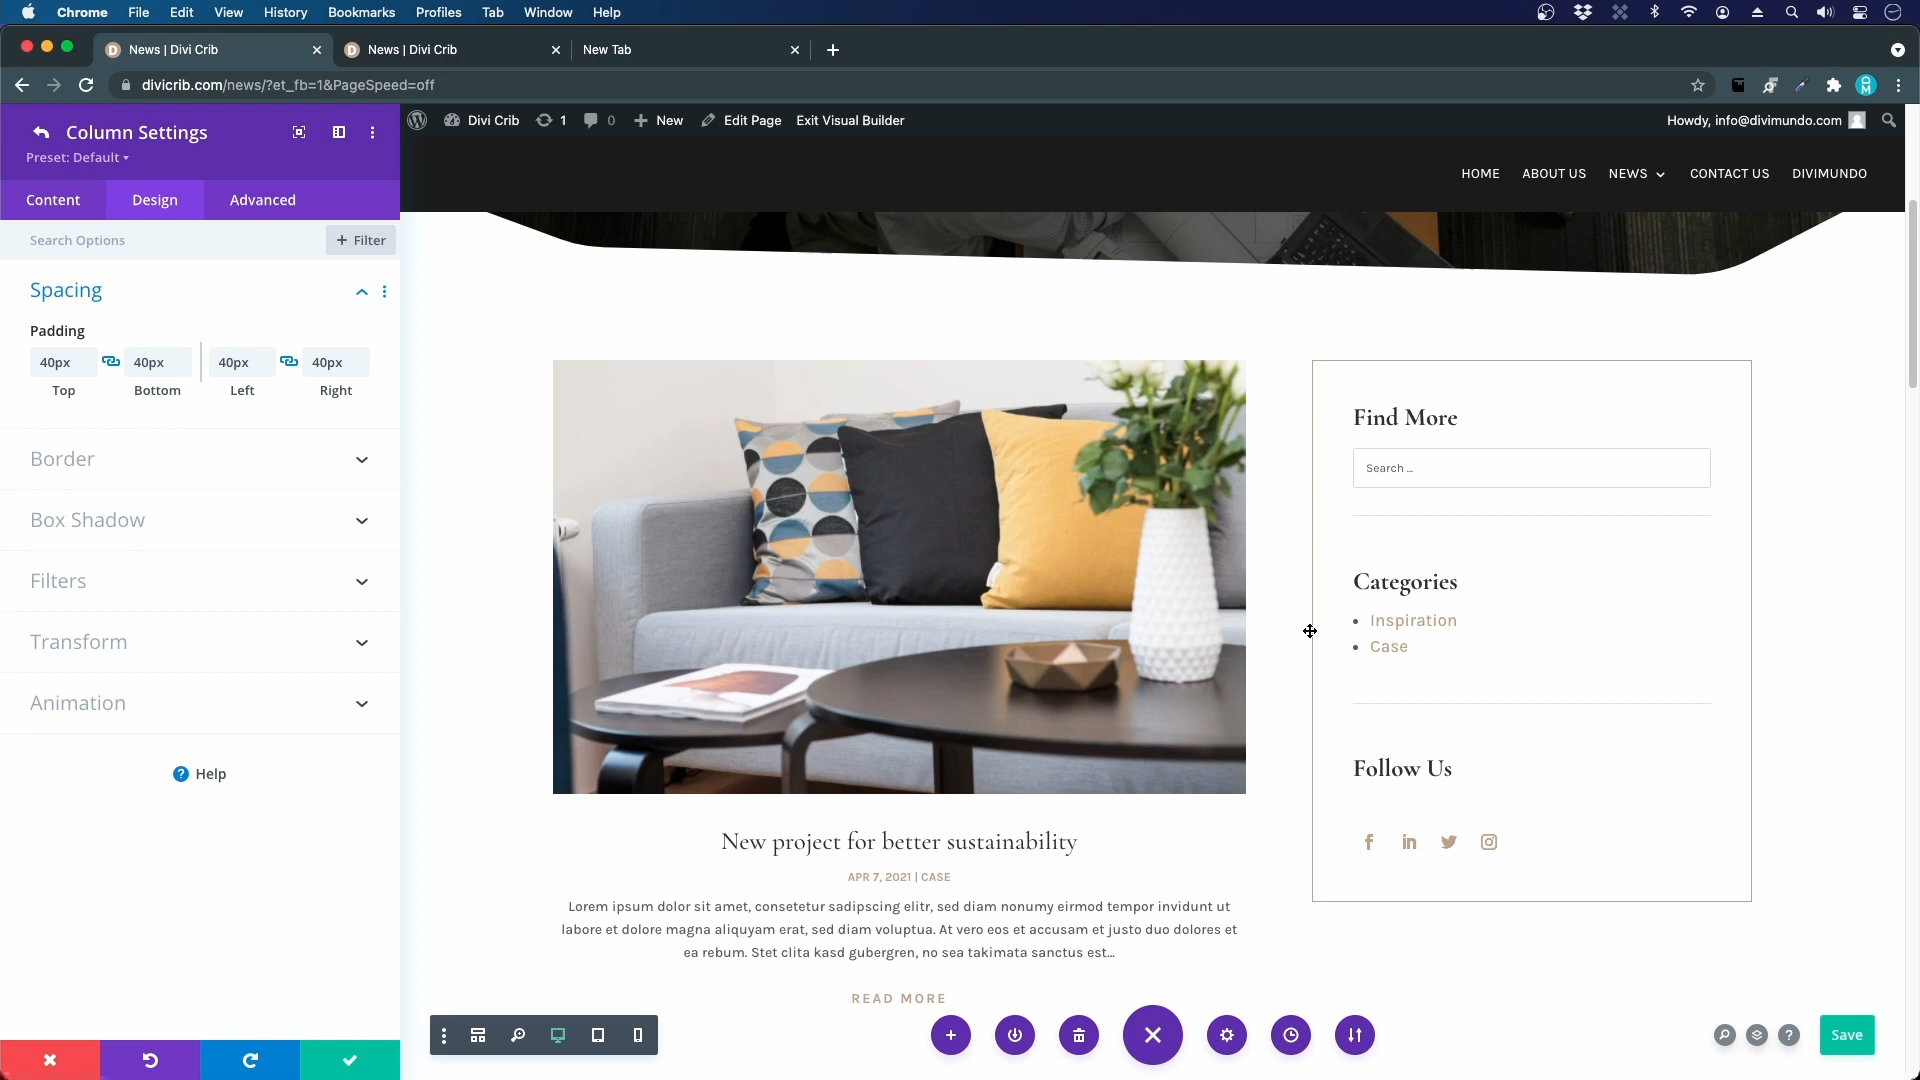 Chrome File Edit View History Bookmarks Profiles Tab Window Help
News | Divi Crib
News | Divi Crib
New Tab
divicrib.com/news/?et_fb=1&PageSpeed=off
Column Settings
Preset: Default
Content Design Advanced
Search Options
+ Filter
Spacing
Padding
40px 40px 40px 40px
Top Bottom Left Right
Border
Box Shadow
Filters
Transform
Animation
? Help
Divi Crib 1 0 New Edit Page Exit Visual Builder
Howdy, info@divimundo.com
HOME ABOUT US NEWS CONTACT US DIVIMUNDO
New project for better sustainability
APR 7, 2021 | CASE
Lorem ipsum dolor sit amet, consetetur sadipscing elitr, sed diam nonumy eirmod tempor invidunt ut
labore et dolore magna aliquyam erat, sed diam voluptua. At vero eos et accusam et justo duo dolores et
ea rebum. Stet clita kasd gubergren, no sea takimata sanctus est...
READ MORE
Find More
Search ...
Categories
Inspiration
Case
Follow Us
?
Save